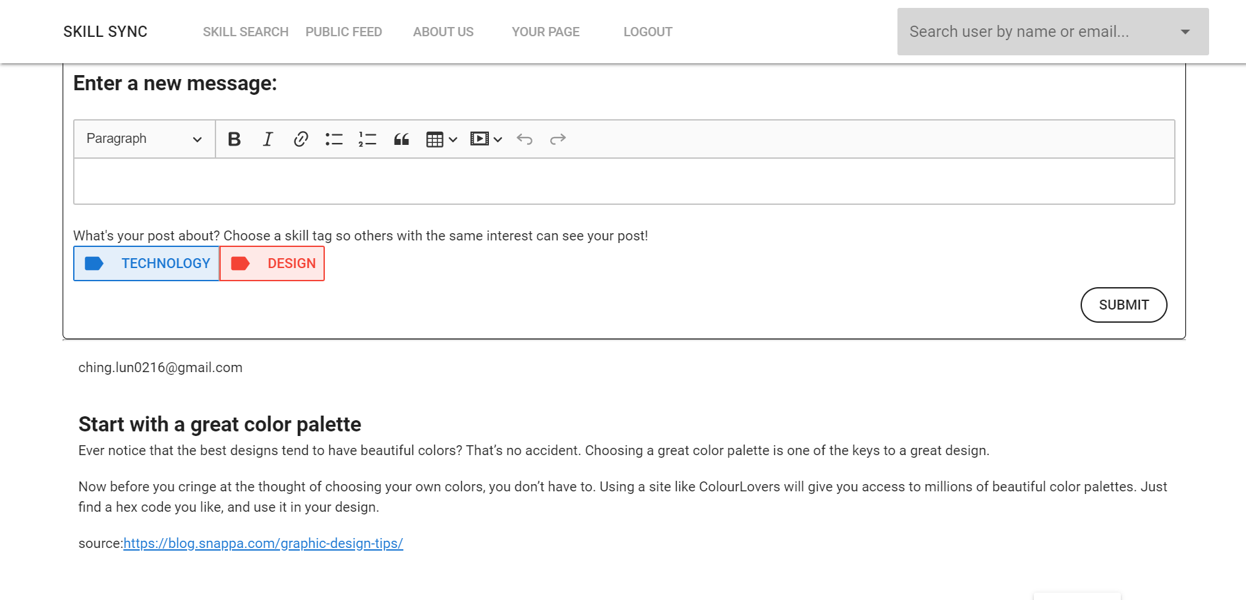 SKILL SYNC
SKILL SEARCH
PUBLIC FEED
ABOUT US
YOUR PAGE
LOGOUT
Search user by name or email...
Enter a new message:
Paragraph
What's your post about? Choose a skill tag so others with the same interest can see your post!
TECHNOLOGY
DESIGN
SUBMIT
ching.lun0216@gmail.com
Start with a great color palette
Ever notice that the best designs tend to have beautiful colors? That’s no accident. Choosing a great color palette is one of the keys to a great design.
Now before you cringe at the thought of choosing your own colors, you don’t have to. Using a site like ColourLovers will give you access to millions of beautiful color palettes. Just
find a hex code you like, and use it in your design.
source:https://blog.snappa.com/graphic-design-tips/